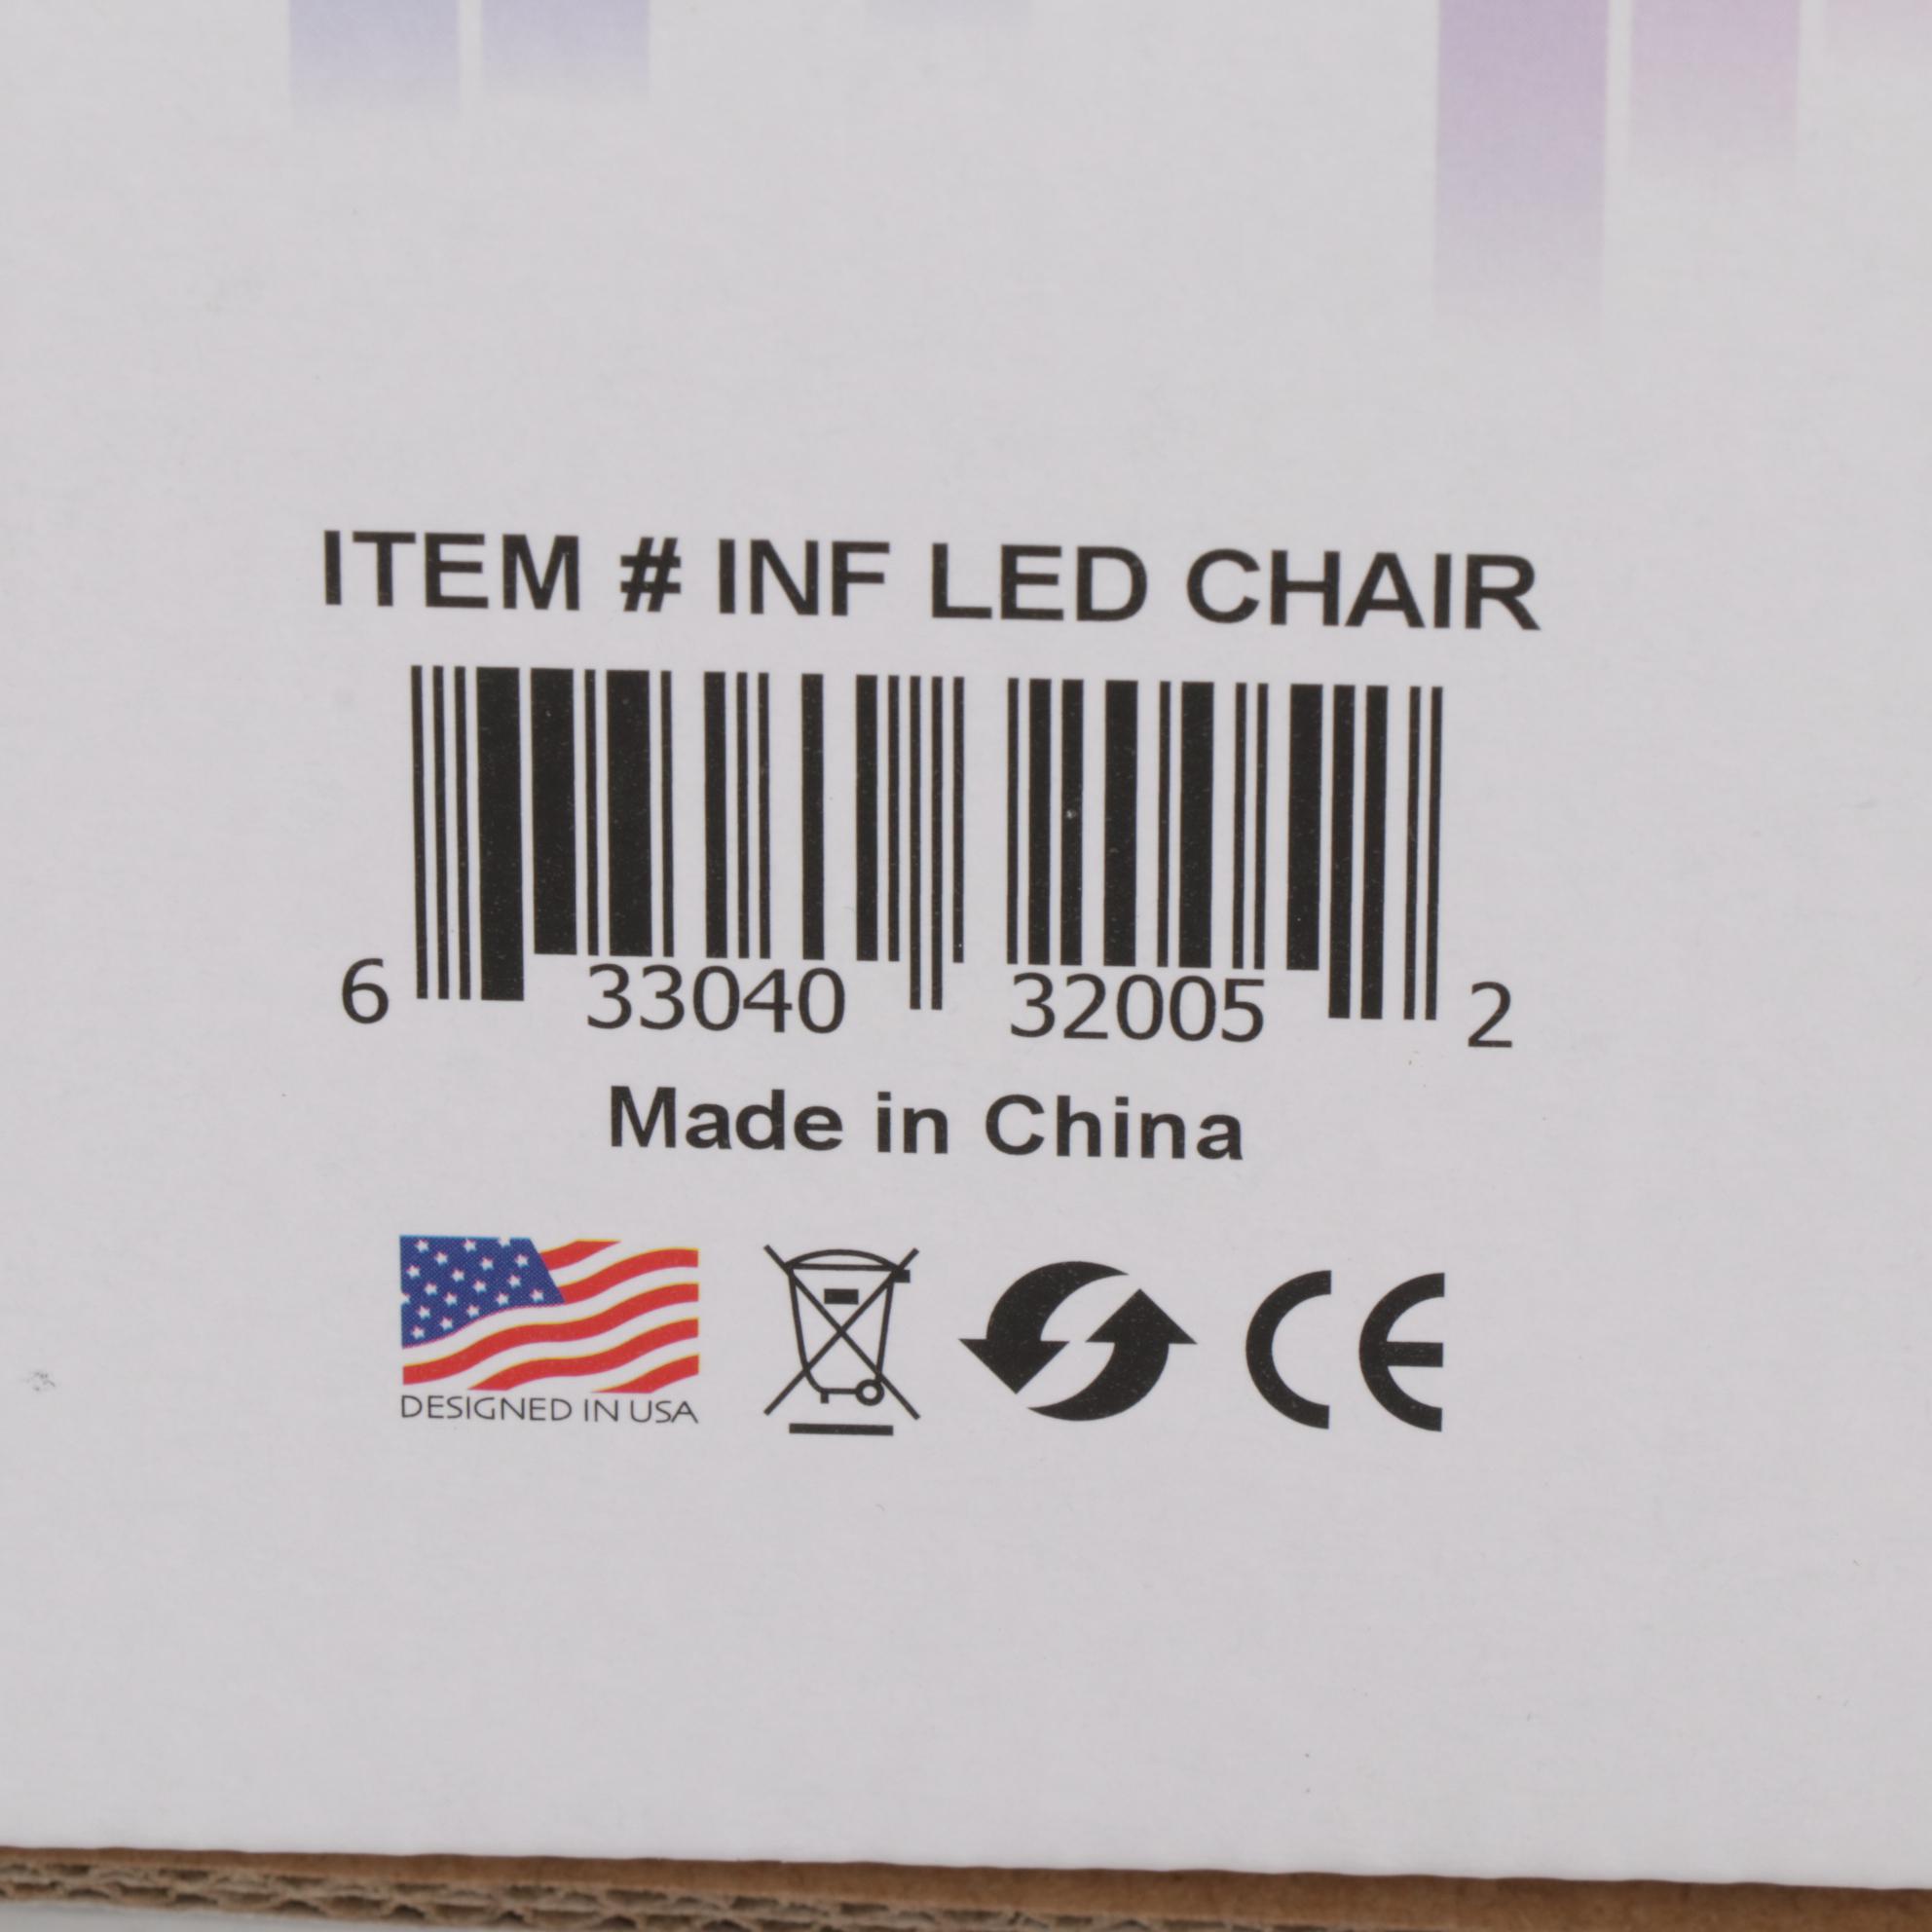 ITEM # INF LED CHAIR
6 33040 32005 2
Made in China
DESIGNED IN USA
CE